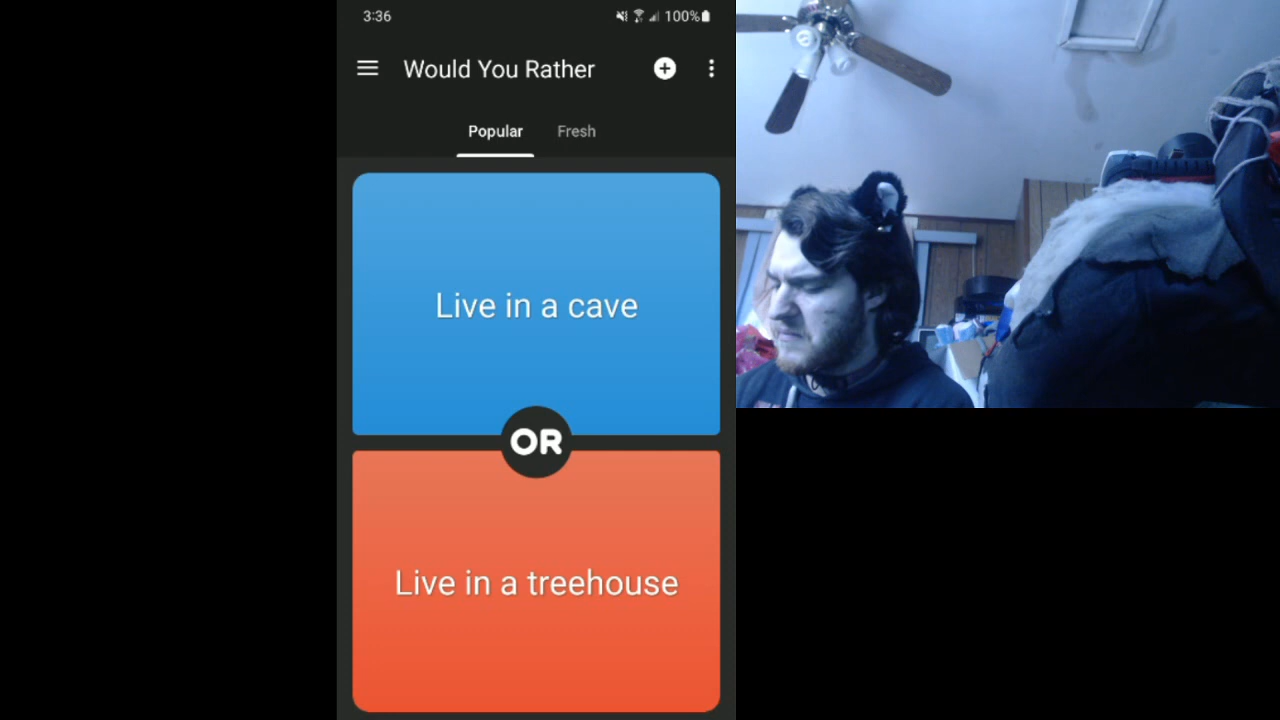 3:36
100%
Would You Rather
Popular
Fresh
Live in a cave
OR
Live in a treehouse